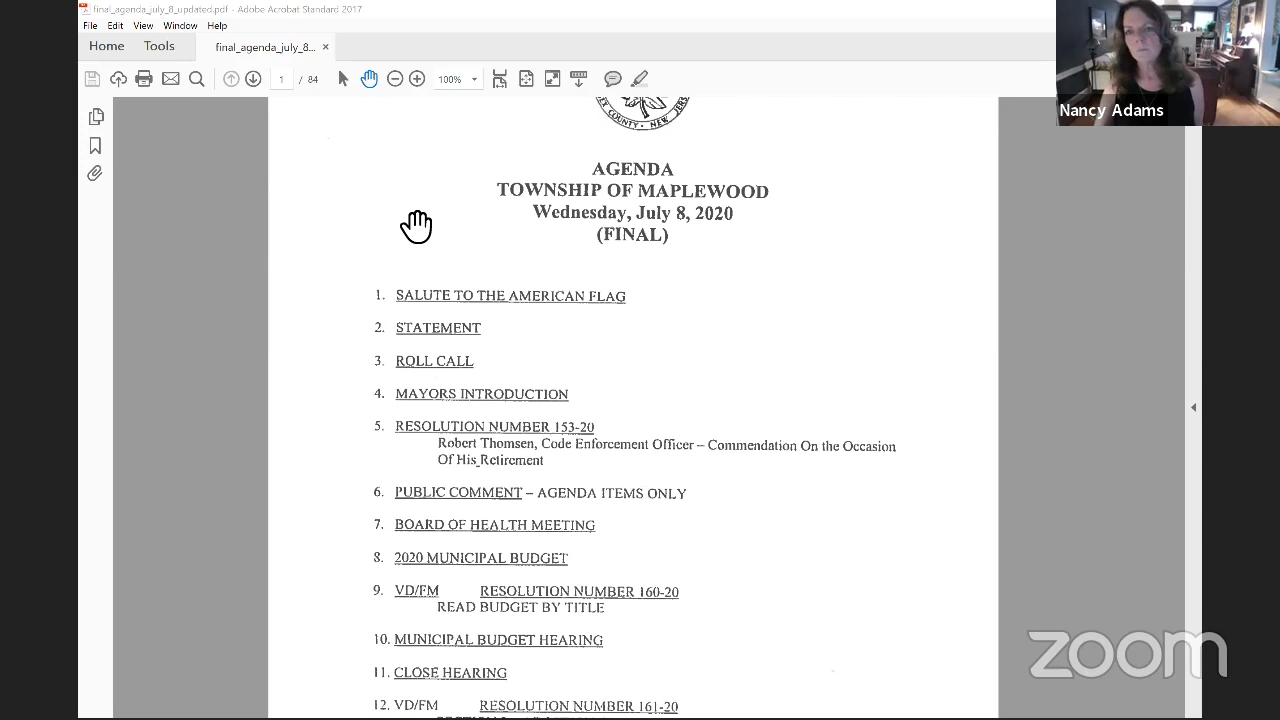 final_agenda_july_8_updated.pdf - Adobe Acrobat Standard 2017
File Edit View Window Help
Home Tools final_agenda_july_8... ×
1 / 84 100%
Nancy Adams
COUNTY · NEW JERS
AGENDA
TOWNSHIP OF MAPLEWOOD
Wednesday, July 8, 2020
(FINAL)
1. SALUTE TO THE AMERICAN FLAG
2. STATEMENT
3. ROLL CALL
4. MAYORS INTRODUCTION
5. RESOLUTION NUMBER 153-20
Robert Thomsen, Code Enforcement Officer – Commendation On the Occasion
Of His Retirement
6. PUBLIC COMMENT – AGENDA ITEMS ONLY
7. BOARD OF HEALTH MEETING
8. 2020 MUNICIPAL BUDGET
9. VD/FM RESOLUTION NUMBER 160-20
READ BUDGET BY TITLE
10. MUNICIPAL BUDGET HEARING
11. CLOSE HEARING
12. VD/FM RESOLUTION NUMBER 161-20
zoom